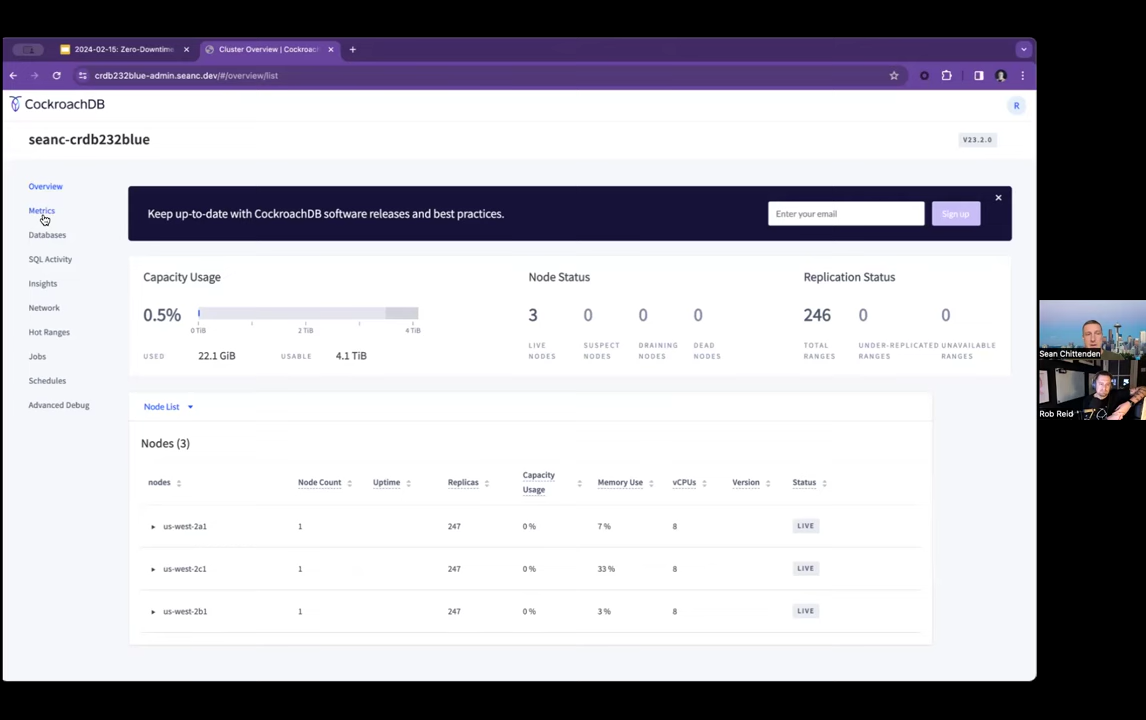 2024-02-15: Zero-Downtime
Cluster Overview | Cockroac
crdb232blue-admin.seanc.dev/#/overview/list
CockroachDB
R
seanc-crdb232blue
V23.2.0
Overview
Metrics
Databases
SQL Activity
Insights
Network
Hot Ranges
Jobs
Schedules
Advanced Debug
Keep up-to-date with CockroachDB software releases and best practices.
Enter your email
Sign up
Capacity Usage
0.5%
0 TiB
2 TiB
4 TiB
USED
22.1 GiB
USABLE
4.1 TiB
Node Status
3 0 0 0
LIVE NODES
SUSPECT NODES
DRAINING NODES
DEAD NODES
Replication Status
246 0 0
TOTAL RANGES
UNDER-REPLICATED RANGES
UNAVAILABLE RANGES
Node List
Nodes (3)
nodes Node Count Uptime Replicas Capacity Usage Memory Use vCPUs Version Status
us-west-2a1 1 247 0 % 7 % 8 LIVE
us-west-2c1 1 247 0 % 33 % 8 LIVE
us-west-2b1 1 247 0 % 3 % 8 LIVE
Sean Chittenden
Rob Reid